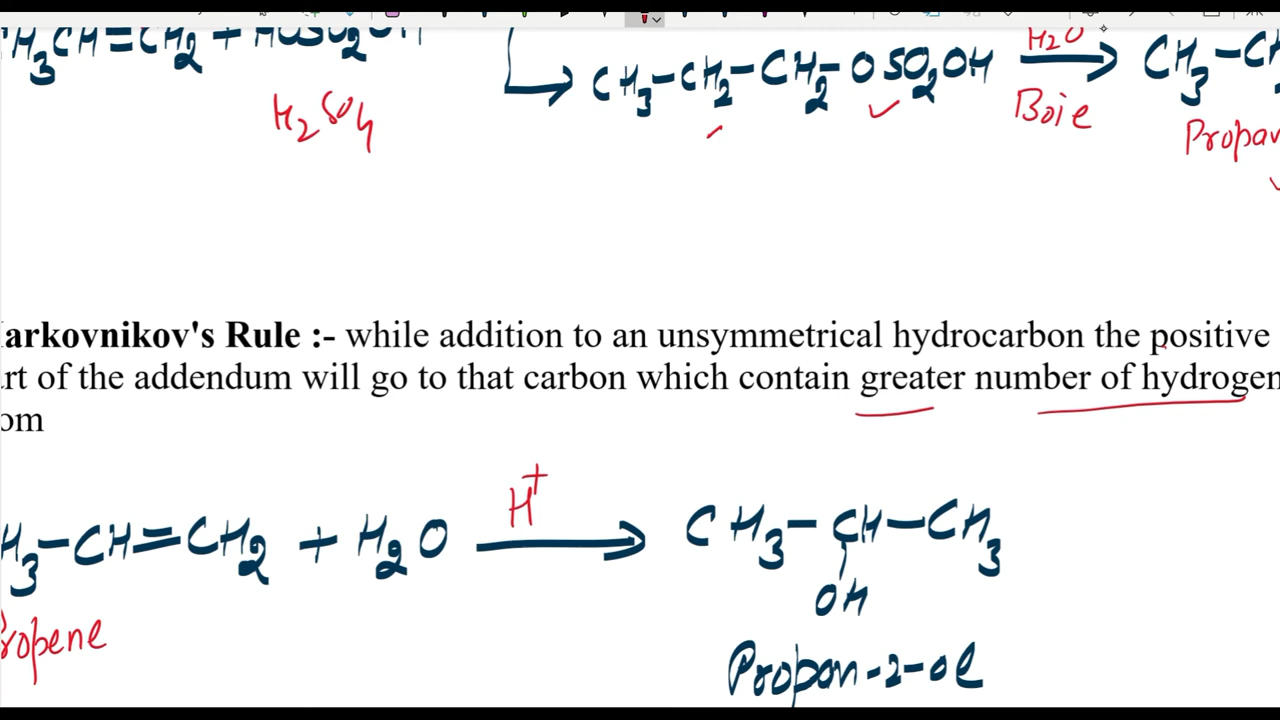 H3CH=CH2 + HOSO2OH
CH3-CH2-CH2-OSO2OH
H2O
Boie
CH3-CH
H2SO4
Propan
arkovnikov's Rule :- while addition to an unsymmetrical hydrocarbon the positive
rt of the addendum will go to that carbon which contain greater number of hydrogen
om
H3-CH=CH2 + H2O
H+
CH3-CH-CH3
OH
ropene
Propan-2-ol